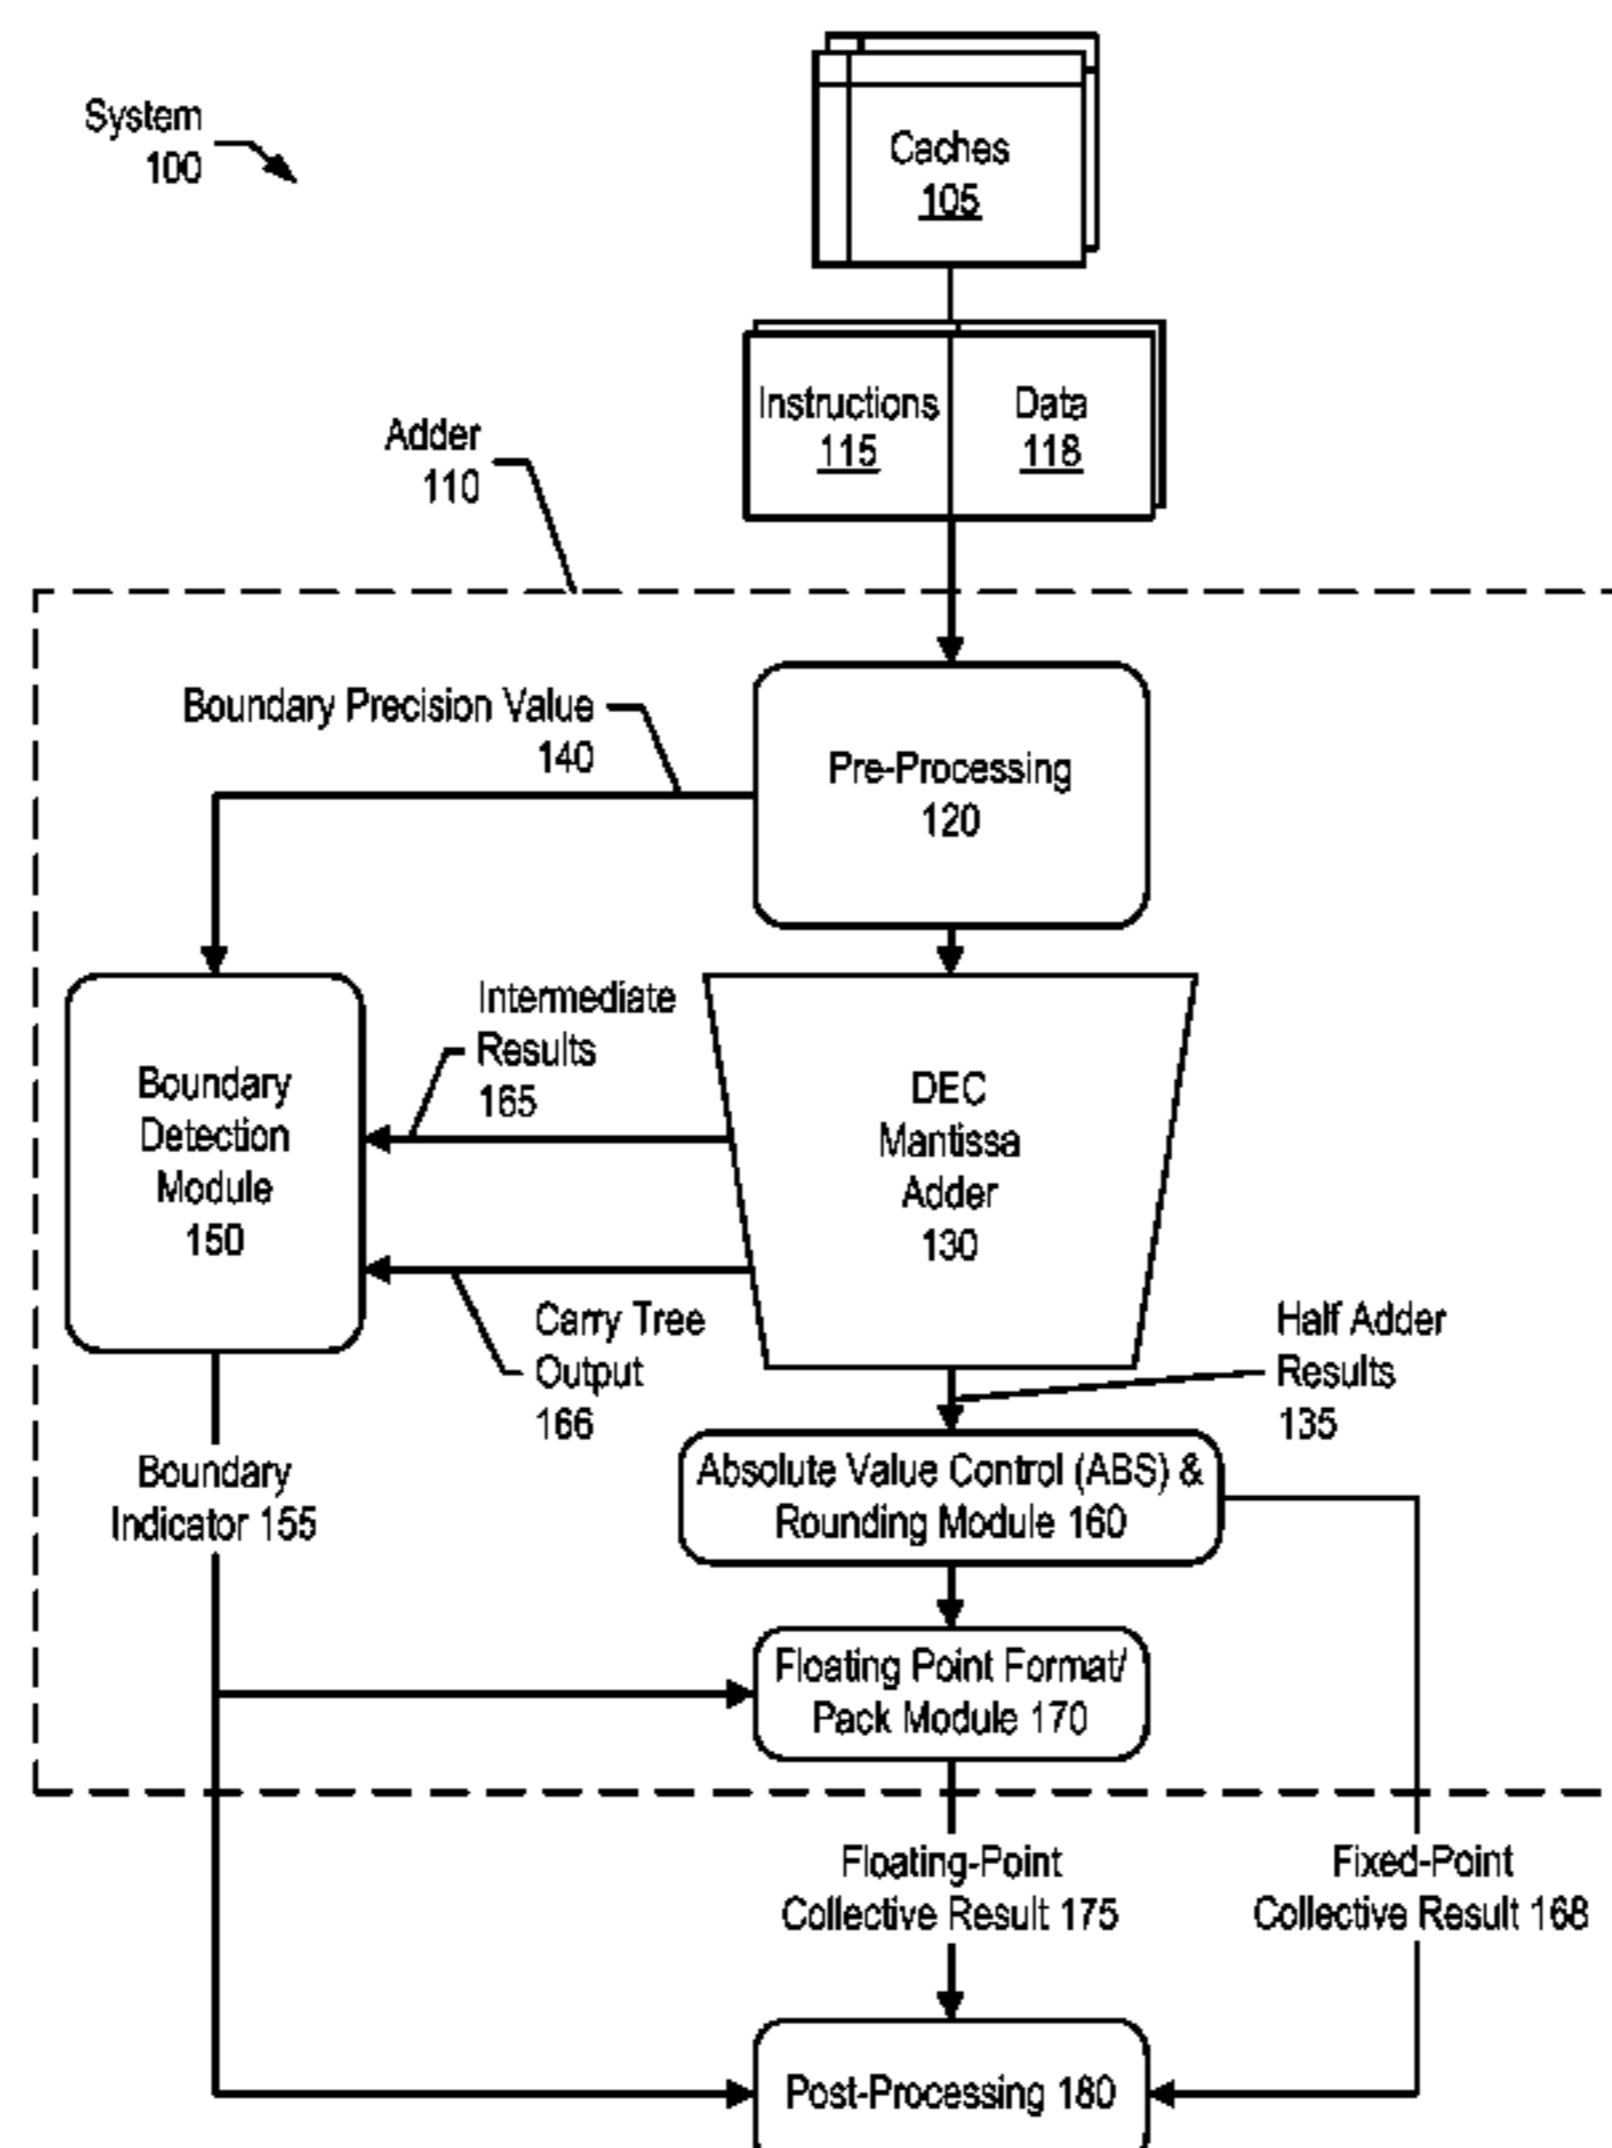 System
100
Caches
105
Instructions
115
Data
118
Adder
110
Boundary Precision Value
140
Pre-Processing
120
Intermediate
Results
165
Boundary
Detection
Module
150
DEC
Mantissa
Adder
130
Carry Tree
Output
166
Half Adder
Results
135
Boundary
Indicator 155
Absolute Value Control (ABS) &
Rounding Module 160
Floating Point Format/
Pack Module 170
Floating-Point
Collective Result 175
Fixed-Point
Collective Result 168
Post-Processing 180